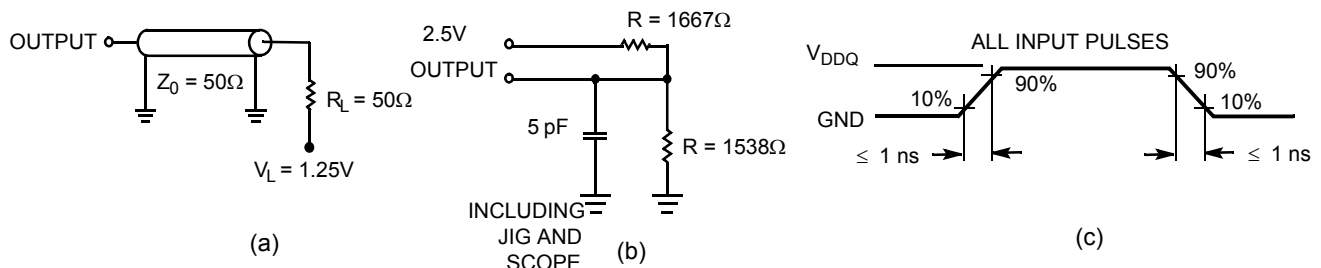 OUTPUT
Z0 = 50Ω
RL = 50Ω
VL = 1.25V
(a)
R = 1667Ω
2.5V
OUTPUT
5 pF
R = 1538Ω
INCLUDING
JIG AND
SCOPE
(b)
ALL INPUT PULSES
VDDQ
GND
10%
90%
90%
10%
≤ 1 ns
≤ 1 ns
(c)